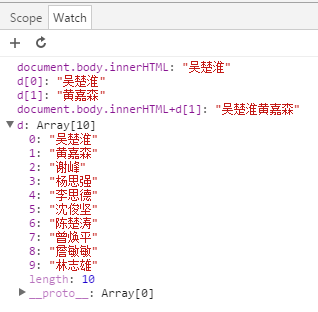 Scope Watch
document.body.innerHTML: "吴楚淮"
d[0]: "吴楚淮"
d[1]: "黄嘉森"
document.body.innerHTML+d[1]: "吴楚淮黄嘉森"
d: Array[10]
0: "吴楚淮"
1: "黄嘉森"
2: "谢峰"
3: "杨思强"
4: "李思德"
5: "沈俊坚"
6: "陈楚涛"
7: "曾焕平"
8: "詹敏敏"
9: "林志雄"
length: 10
__proto__: Array[0]